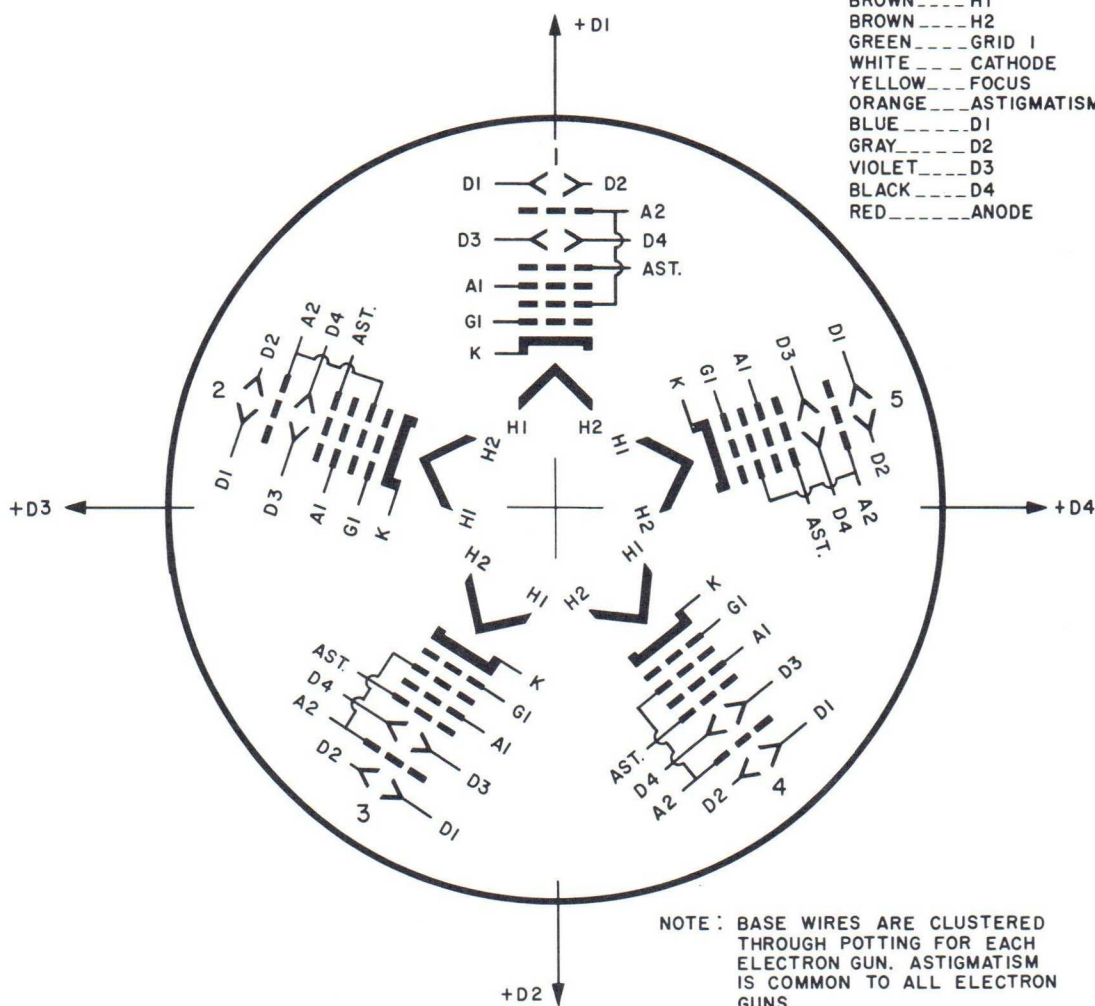 BROWN____H1
BROWN____H2
GREEN____GRID 1
WHITE____CATHODE
YELLOW___FOCUS
ORANGE___ASTIGMATISM
BLUE_____D1
GRAY_____D2
VIOLET____D3
BLACK____D4
RED______ANODE
+D1
1
D1 D2
A2
D3 D4
AST.
A1
G1
K
H1 H2
2
D2 A2 D4 AST.
D1 D3 A1 G1 K
H2
H1
5
K G1 A1 D3 D1
AST. D4 A2 D2
H1
H2
+D3
+D4
H2
H1
AST.
D4
A2
D2
K
G1
A1
D3
D1
3
H1
H2
K
G1
A1
D3
D1
AST.
D4
A2
D2
4
+D2
NOTE: BASE WIRES ARE CLUSTERED
THROUGH POTTING FOR EACH
ELECTRON GUN. ASTIGMATISM
IS COMMON TO ALL ELECTRON
GUNS